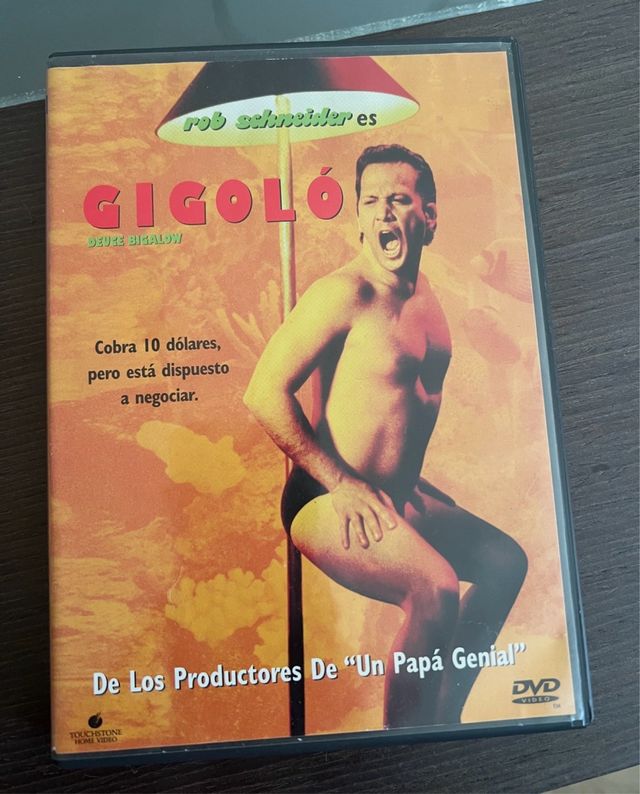 rob schneider es
GIGOLÓ
DEUCE BIGALOW
Cobra 10 dólares,
pero está dispuesto
a negociar.
De Los Productores De "Un Papá Genial"
DVD
VIDEO
TM
TOUCHSTONE
HOME VIDEO